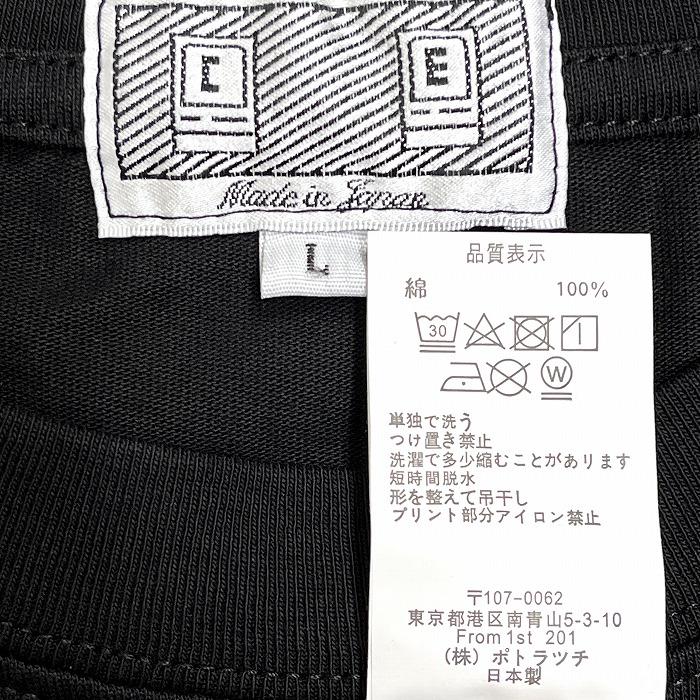 C E
Made in Japan
L
品質表示
綿 100%
30
W
単独で洗う
つけ置き禁止
洗濯で多少縮むことがあります
短時間脱水
形を整えて吊干し
プリント部分アイロン禁止
〒107-0062
東京都港区南青山5-3-10
From 1st 201
(株) ポトラッチ
日本製